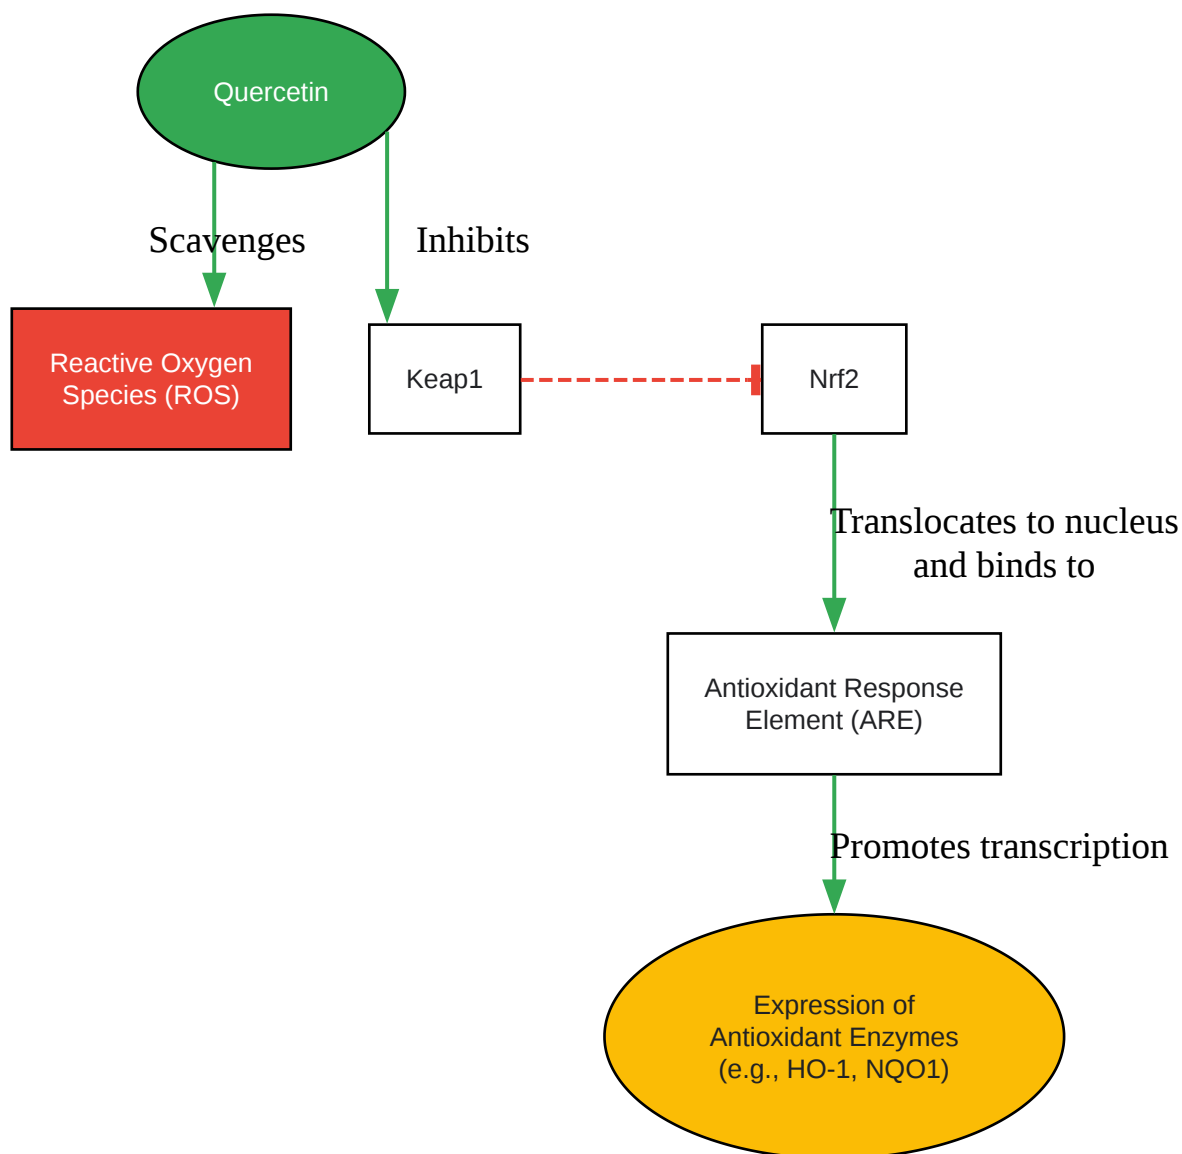 Quercetin
Scavenges
Inhibits
Reactive Oxygen
Species (ROS)
Keap1
Nrf2
Translocates to nucleus
and binds to
Antioxidant Response
Element (ARE)
Promotes transcription
Expression of
Antioxidant Enzymes
(e.g., HO-1, NQO1)